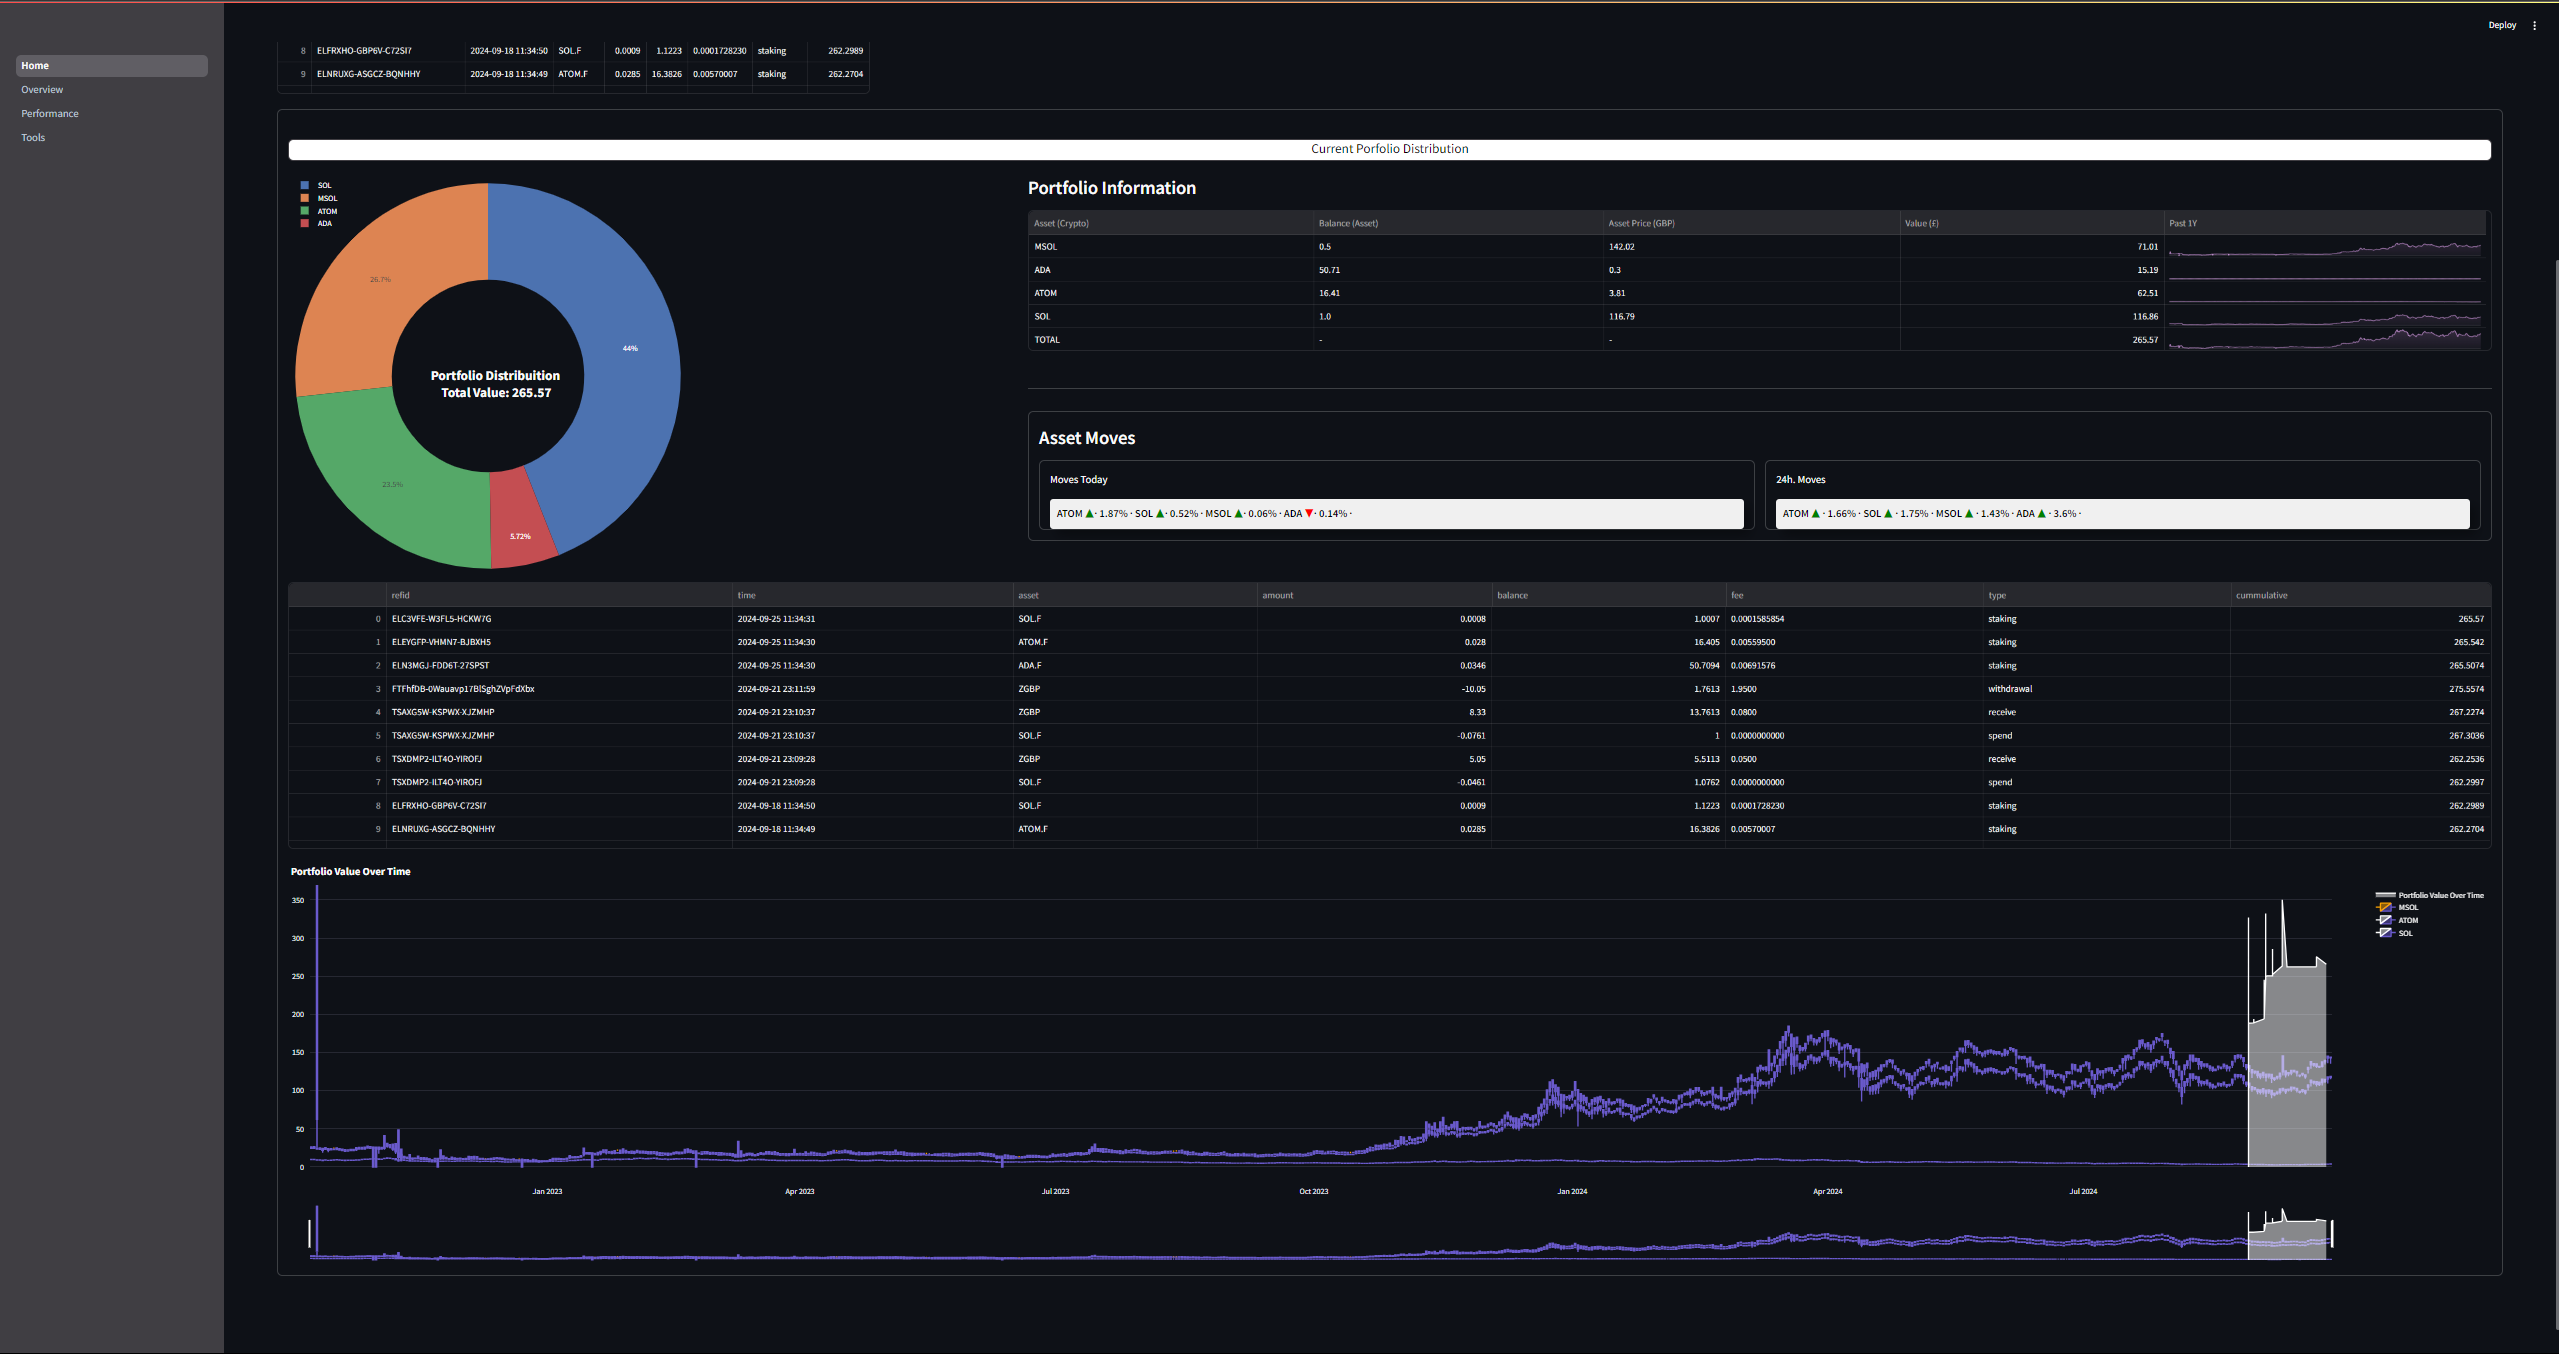 Deploy
Home
Overview
Performance
Tools
8 ELFRXHO-GBP6V-C72SI7 2024-09-18 11:34:50 SOL.F 0.0009 1.1223 0.0001728230 staking 262.2989
9 ELNRUXG-ASGCZ-BQNHHY 2024-09-18 11:34:49 ATOM.F 0.0285 16.3826 0.00570007 staking 262.2704
Current Porfolio Distribution
SOL
MSOL
ATOM
ADA
26.7%
44%
23.5%
5.72%
Portfolio Distribuition
Total Value: 265.57
Portfolio Information
Asset (Crypto) Balance (Asset) Asset Price (GBP) Value (£) Past 1Y
MSOL 0.5 142.02 71.01
ADA 50.71 0.3 15.19
ATOM 16.41 3.81 62.51
SOL 1.0 116.79 116.86
TOTAL - - 265.57
Asset Moves
Moves Today
ATOM ▲· 1.87% · SOL ▲· 0.52% · MSOL ▲· 0.06% · ADA ▼· 0.14% ·
24h. Moves
ATOM ▲ · 1.66% · SOL ▲ · 1.75% · MSOL ▲ · 1.43% · ADA ▲ · 3.6% ·
refid time asset amount balance fee type cummulative
0 ELC3VFE-W3FL5-HCKW7G 2024-09-25 11:34:31 SOL.F 0.0008 1.0007 0.0001585854 staking 265.57
1 ELEYGFP-VHMN7-BJBXH5 2024-09-25 11:34:30 ATOM.F 0.028 16.405 0.00559500 staking 265.542
2 ELN3MGJ-FDD6T-27SPST 2024-09-25 11:34:30 ADA.F 0.0346 50.7094 0.00691576 staking 265.5074
3 FTFhfDB-0Wauavp17BlSghZVpFdXbx 2024-09-21 23:11:59 ZGBP -10.05 1.7613 1.9500 withdrawal 275.5574
4 TSAXG5W-KSPWX-XJZMHP 2024-09-21 23:10:37 ZGBP 8.33 13.7613 0.0800 receive 267.2274
5 TSAXG5W-KSPWX-XJZMHP 2024-09-21 23:10:37 SOL.F -0.0761 1 0.0000000000 spend 267.3036
6 TSXDMP2-ILT4O-YIROFJ 2024-09-21 23:09:28 ZGBP 5.05 5.5113 0.0500 receive 262.2536
7 TSXDMP2-ILT4O-YIROFJ 2024-09-21 23:09:28 SOL.F -0.0461 1.0762 0.0000000000 spend 262.2997
8 ELFRXHO-GBP6V-C72SI7 2024-09-18 11:34:50 SOL.F 0.0009 1.1223 0.0001728230 staking 262.2989
9 ELNRUXG-ASGCZ-BQNHHY 2024-09-18 11:34:49 ATOM.F 0.0285 16.3826 0.00570007 staking 262.2704
Portfolio Value Over Time
350
300
250
200
150
100
50
0
Jan 2023 Apr 2023 Jul 2023 Oct 2023 Jan 2024 Apr 2024 Jul 2024
Portfolio Value Over Time
MSOL
ATOM
SOL